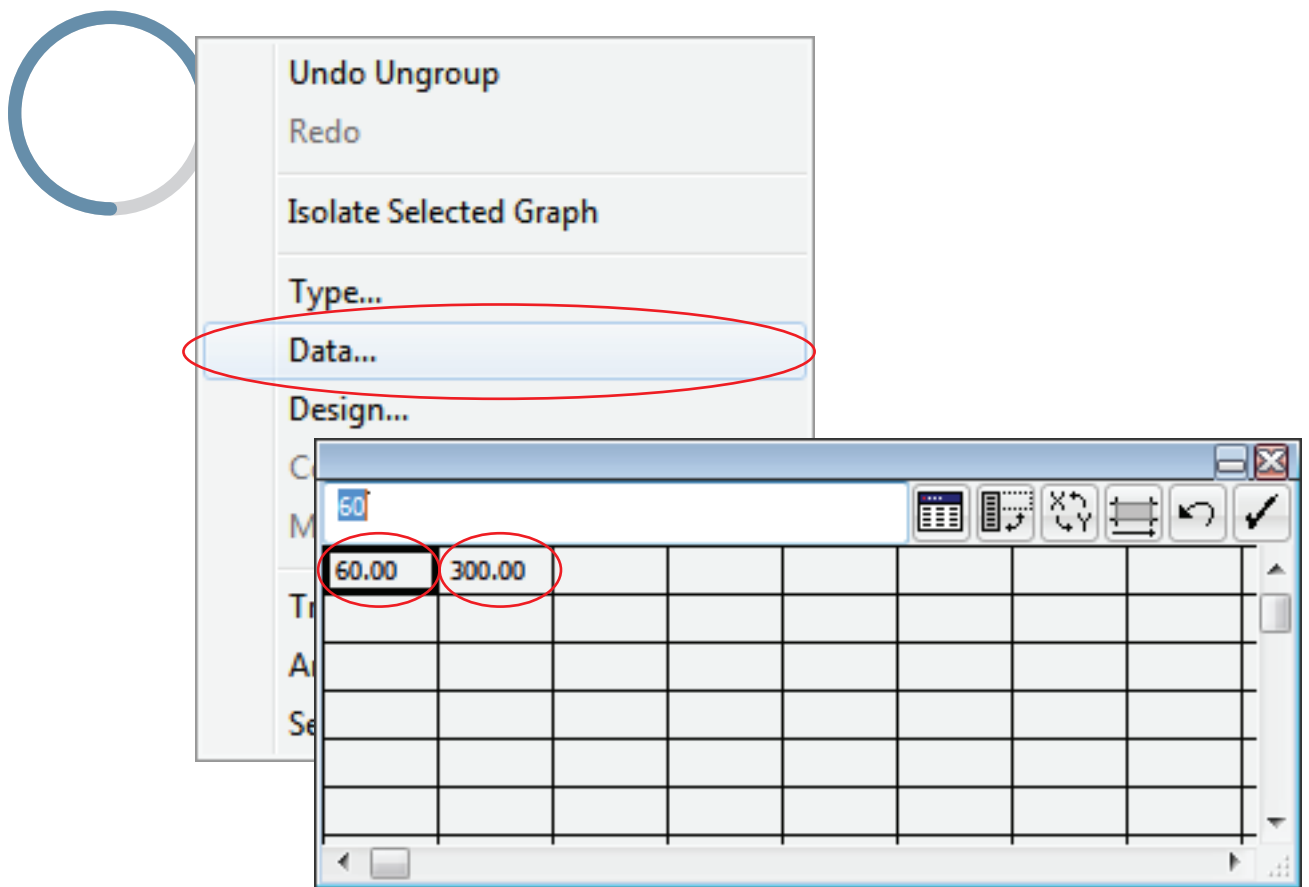 Undo Ungroup
Redo
Isolate Selected Graph
Type...
Data...
Design...
60
X Y
60.00 300.00